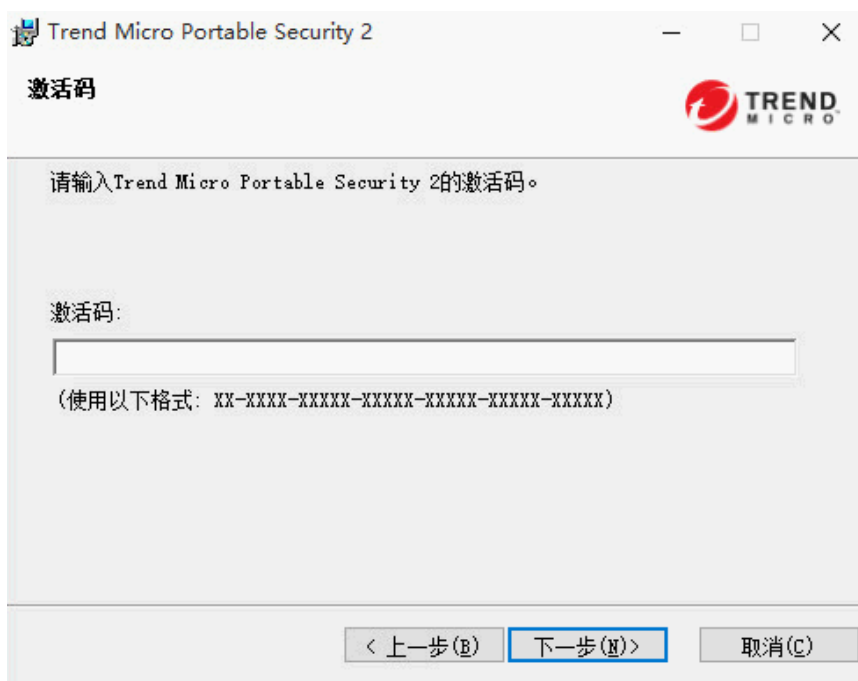 Trend Micro Portable Security 2
激活码
TREND
MICRO
请输入Trend Micro Portable Security 2的激活码。
激活码:
(使用以下格式: XX-XXXX-XXXXX-XXXXX-XXXXX-XXXXX-XXXXX)
< 上一步(B)
下一步(N)>
取消(C)